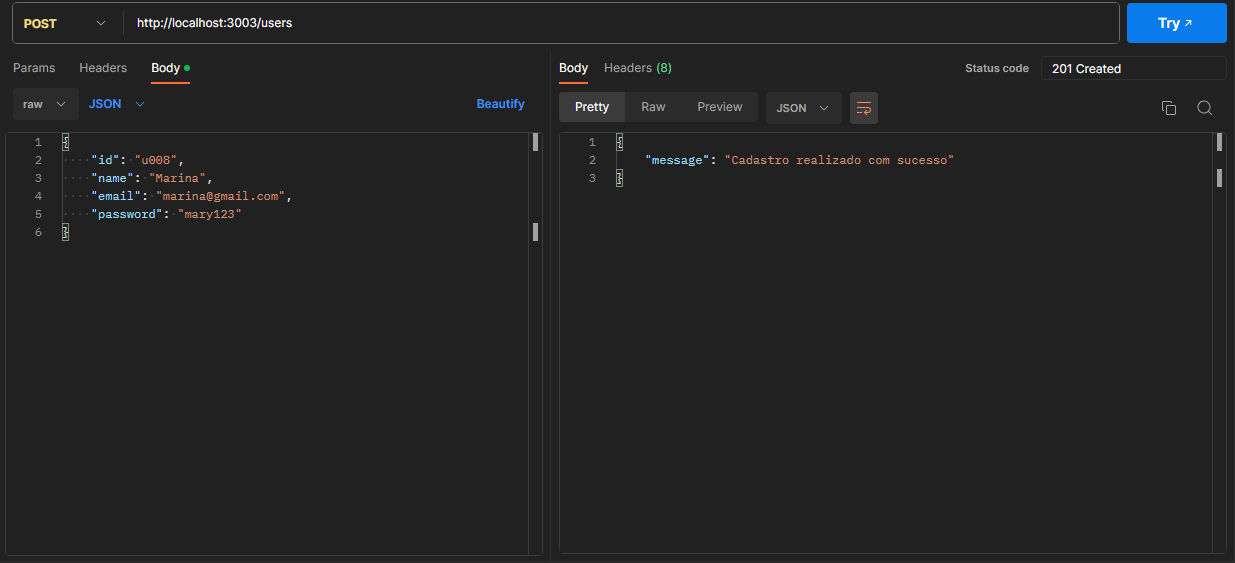 POST http://localhost:3003/users Try ↗
Params Headers Body
raw JSON Beautify
1 {
2 "id": "u008",
3 "name": "Marina",
4 "email": "marina@gmail.com",
5 "password": "mary123"
6 }
Body Headers (8) Status code 201 Created
Pretty Raw Preview JSON
1 {
2 "message": "Cadastro realizado com sucesso"
3 }